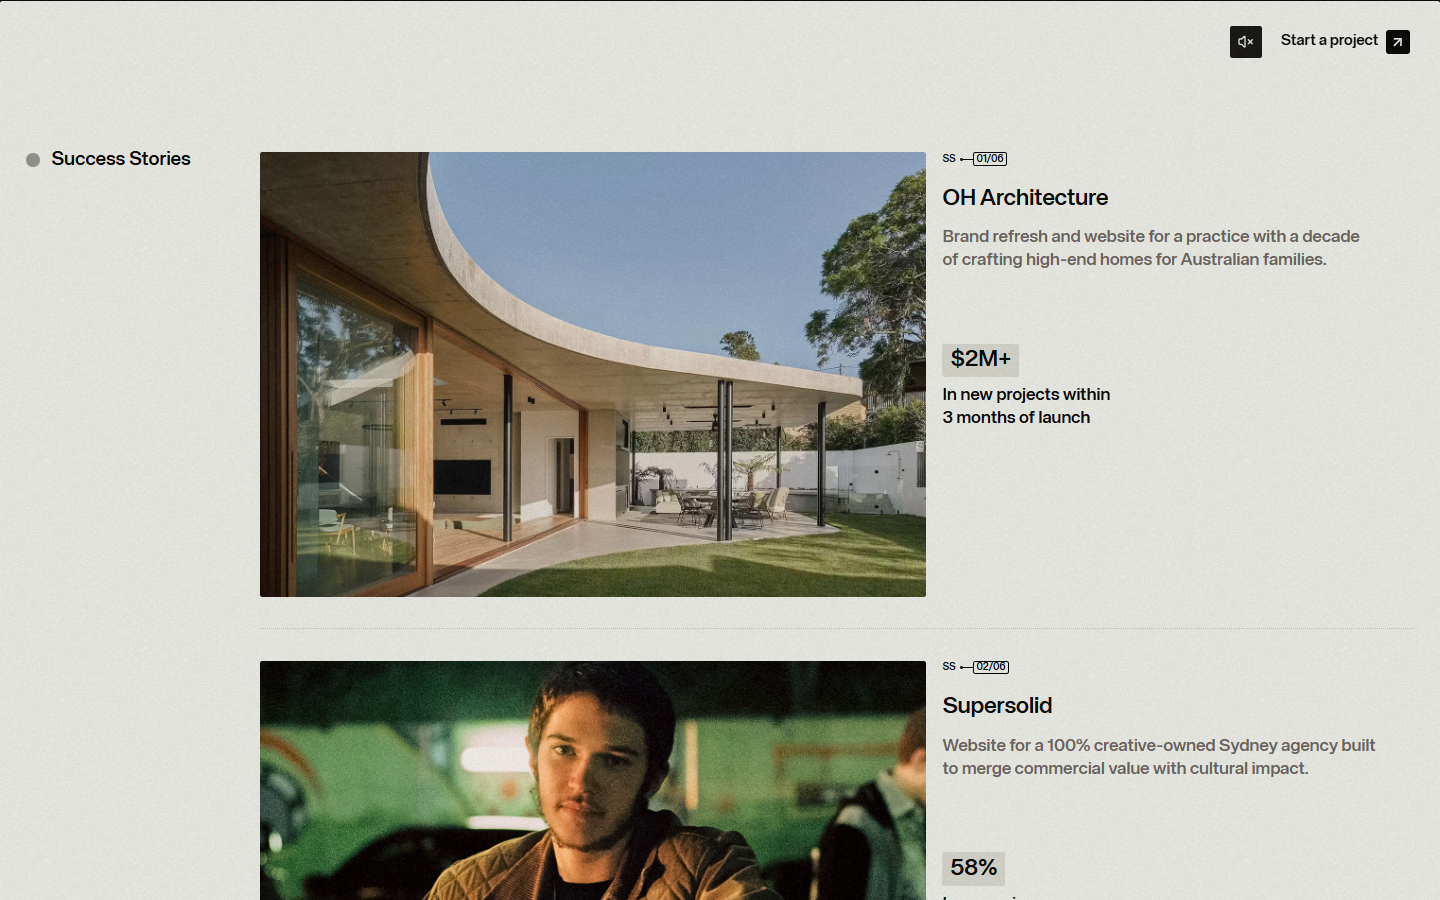 Start a project
Success Stories
SS 01/06
OH Architecture
Brand refresh and website for a practice with a decade
of crafting high-end homes for Australian families.
$2M+
In new projects within
3 months of launch
SS 02/06
Supersolid
Website for a 100% creative-owned Sydney agency built
to merge commercial value with cultural impact.
58%